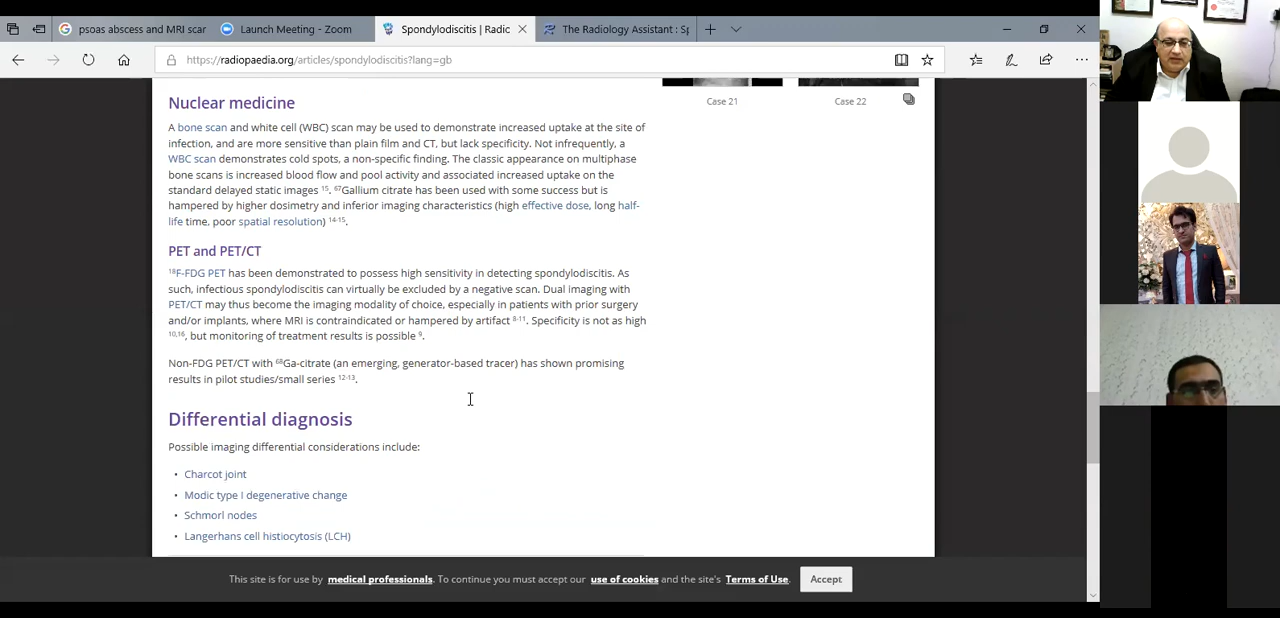 psoas abscess and MRI scar
Launch Meeting - Zoom
Spondylodiscitis | Radic
The Radiology Assistant : Sp
https://radiopaedia.org/articles/spondylodiscitis?lang=gb
Case 21
Case 22
Nuclear medicine
A bone scan and white cell (WBC) scan may be used to demonstrate increased uptake at the site of
infection, and are more sensitive than plain film and CT, but lack specificity. Not infrequently, a
WBC scan demonstrates cold spots, a non-specific finding. The classic appearance on multiphase
bone scans is increased blood flow and pool activity and associated increased uptake on the
standard delayed static images 15. 67Gallium citrate has been used with some success but is
hampered by higher dosimetry and inferior imaging characteristics (high effective dose, long half-
life time, poor spatial resolution) 14-15.
PET and PET/CT
18F-FDG PET has been demonstrated to possess high sensitivity in detecting spondylodiscitis. As
such, infectious spondylodiscitis can virtually be excluded by a negative scan. Dual imaging with
PET/CT may thus become the imaging modality of choice, especially in patients with prior surgery
and/or implants, where MRI is contraindicated or hampered by artifact 8-11. Specificity is not as high
10,16, but monitoring of treatment results is possible 9.
Non-FDG PET/CT with 68Ga-citrate (an emerging, generator-based tracer) has shown promising
results in pilot studies/small series 12-13.
Differential diagnosis
Possible imaging differential considerations include:
• Charcot joint
• Modic type I degenerative change
• Schmorl nodes
• Langerhans cell histiocytosis (LCH)
This site is for use by medical professionals. To continue you must accept our use of cookies and the site's Terms of Use.
Accept